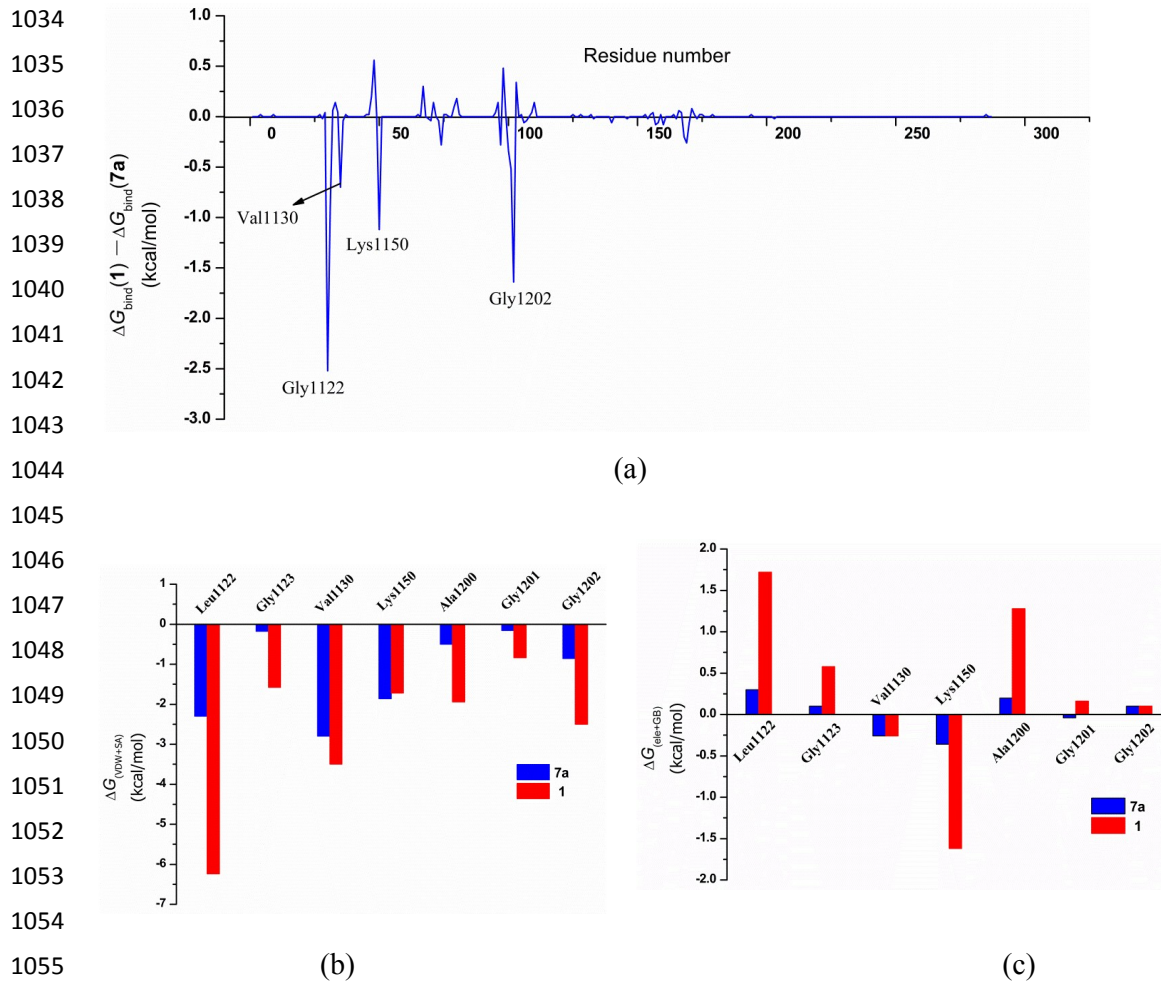 1034
1035
1036
1037
1038
1039
1040
1041
1042
1043
1044
1045
1046
1047
1048
1049
1050
1051
1052
1053
1054
1055
1.0
0.5
0.0
-0.5
-1.0
-1.5
-2.0
-2.5
-3.0
ΔG_bind(1) — ΔG_bind(7a)
(kcal/mol)
Residue number
0 50 100 150 200 250 300
Val1130
Lys1150
Gly1202
Gly1122
(a)
1
0
-1
-2
-3
-4
-5
-6
-7
ΔG_(VDW+SA)
(kcal/mol)
Leu1122 Gly1123 Val1130 Lys1150 Ala1200 Gly1201 Gly1202
7a
1
(b)
2.0
1.5
1.0
0.5
0.0
-0.5
-1.0
-1.5
-2.0
ΔG_(ele+GB)
(kcal/mol)
Leu1122 Gly1123 Val1130 Lys1150 Ala1200 Gly1201 Gly1202
7a
1
(c)